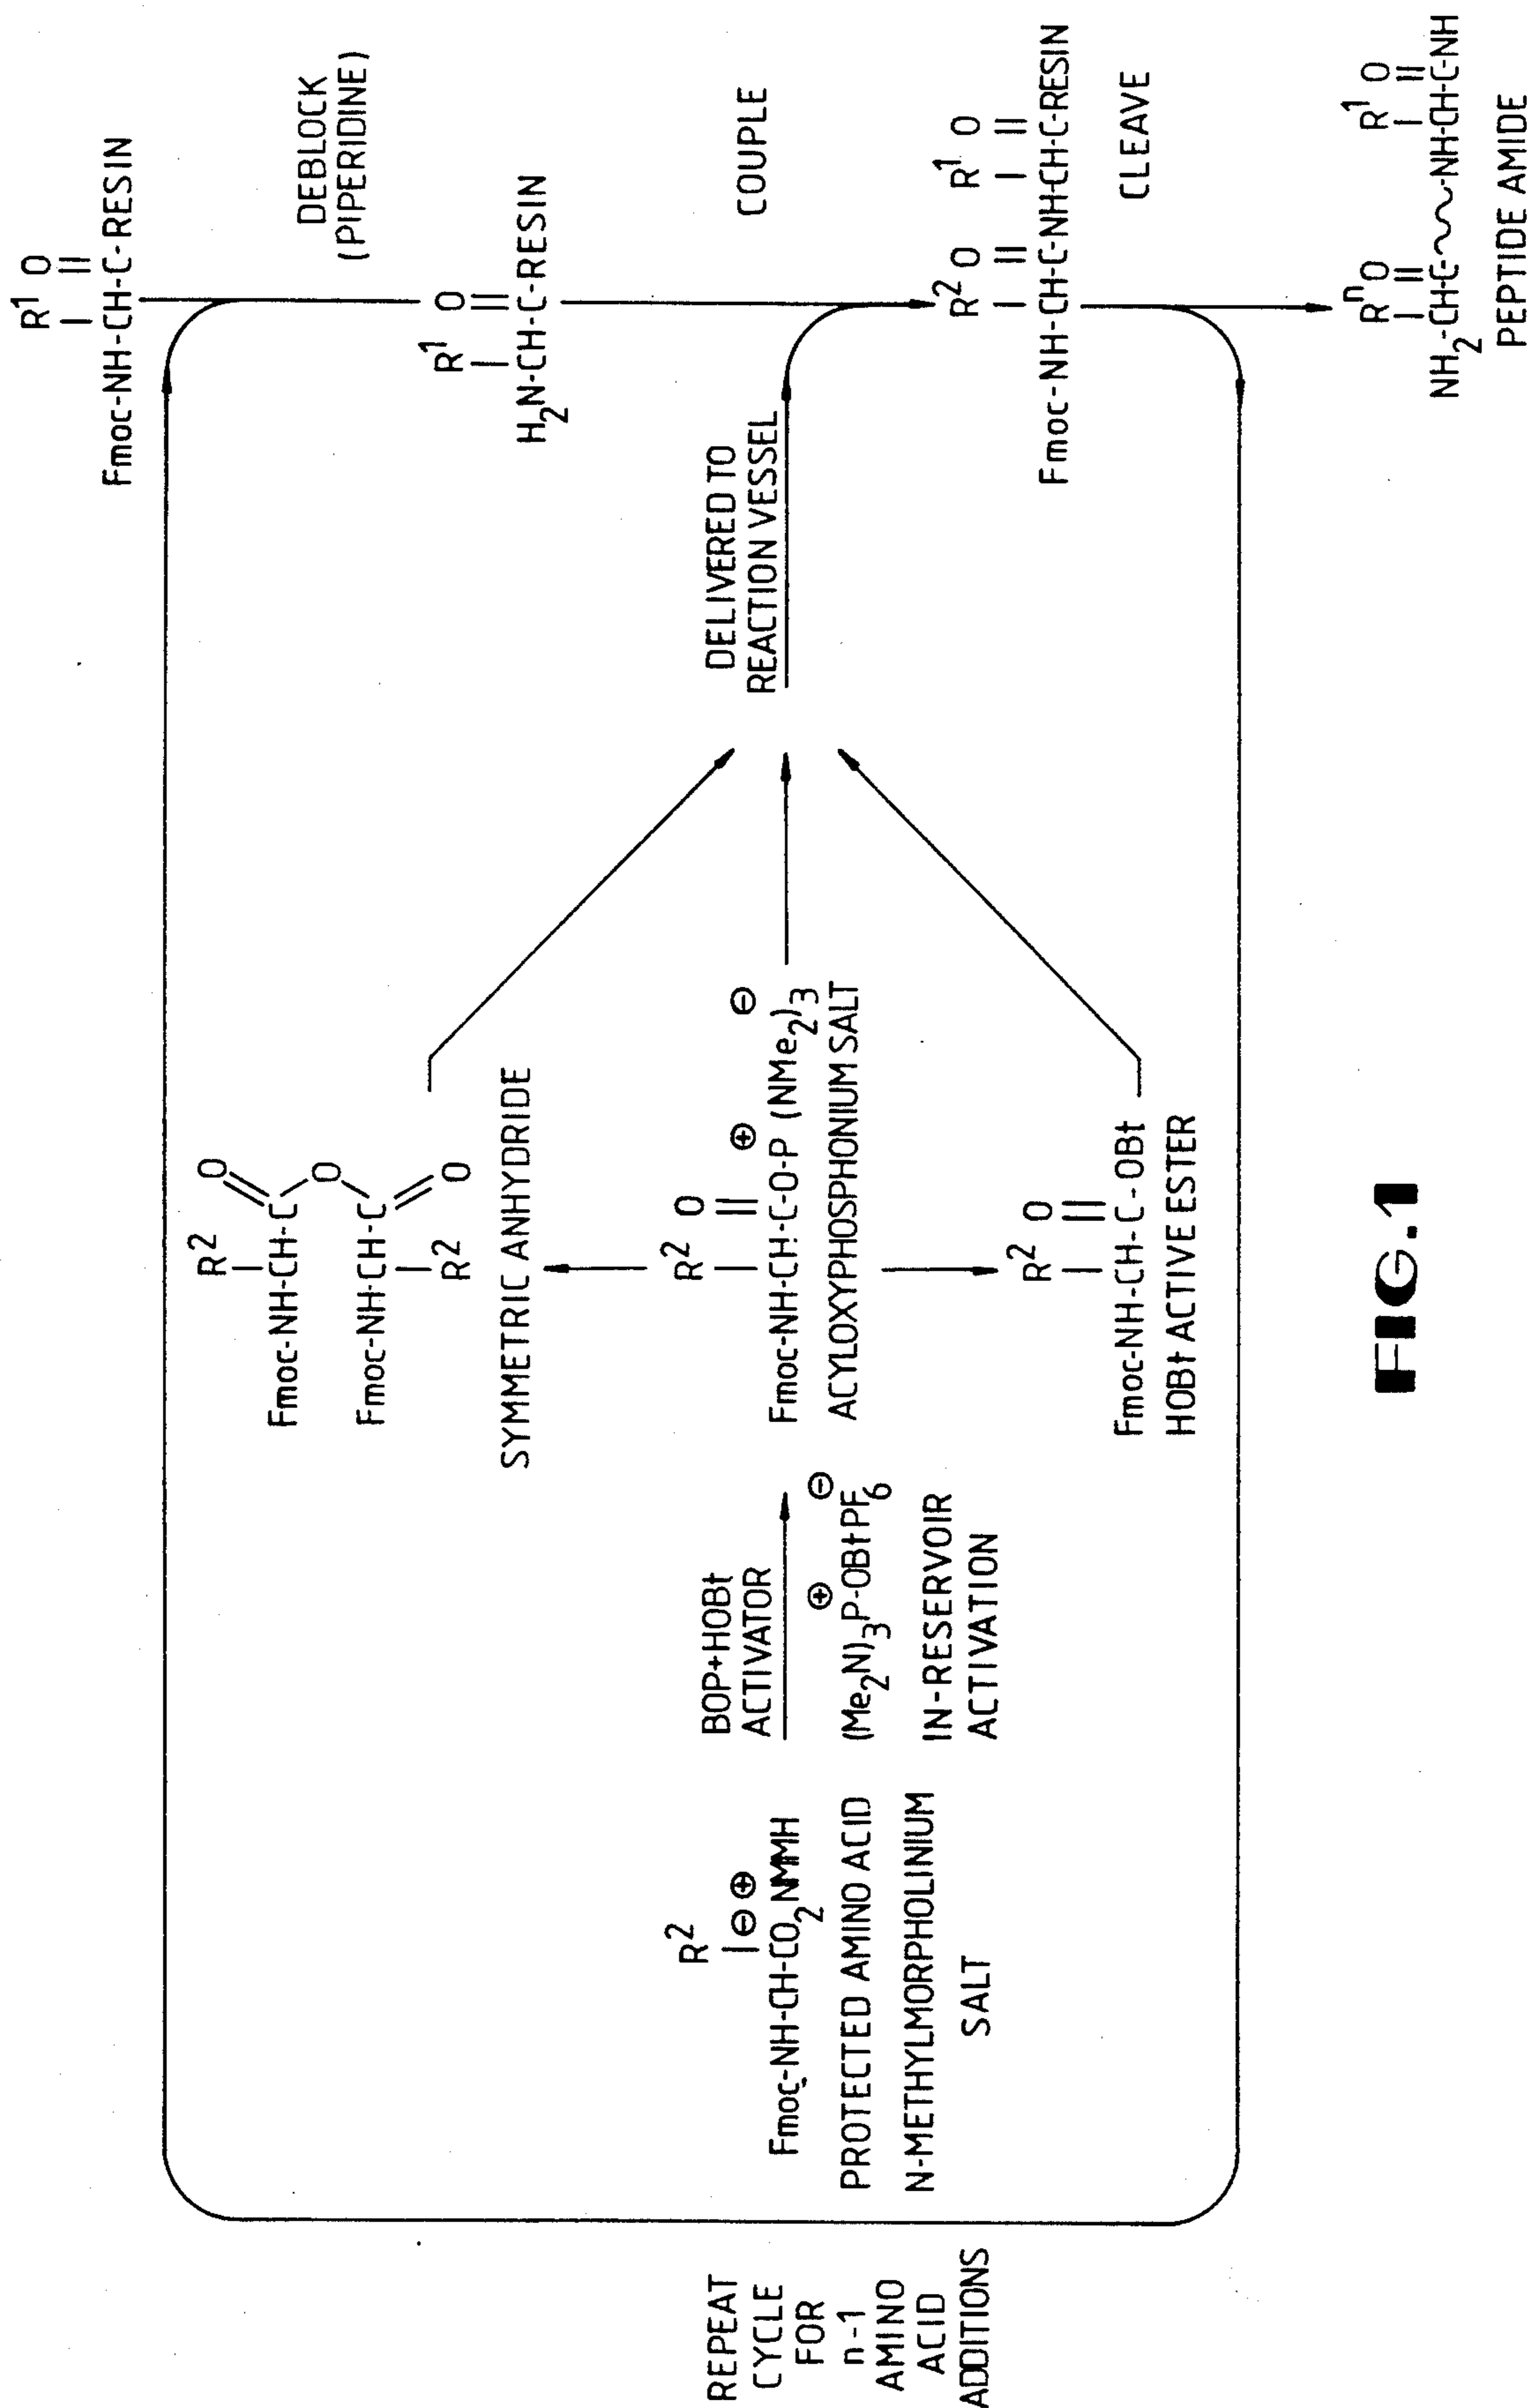 REPEAT
CYCLE
FOR
n-1
AMINO
ACID
ADDITIONS
R1 O
Fmoc-NH-CH-C-RESIN
DEBLOCK
(PIPERIDINE)
R1 O
H2N-CH-C-RESIN
COUPLE
R2 O R1 O
Fmoc-NH-CH-C-NH-CH-C-RESIN
CLEAVE
Rn O R1 O
NH2-CH-C NH-CH-C-NH
PEPTIDE AMIDE
DELIVERED TO
REACTION VESSEL
R2 O
Fmoc-NH-CH-C
O
Fmoc-NH-CH-C
R2 O
SYMMETRIC ANHYDRIDE
R2 O ⊕ ⊖
Fmoc-NH-CH-C-O-P (NMe2)3
ACYLOXYPHOSPHONIUM SALT
R2 O
Fmoc-NH-CH-C-OBt
HOBt ACTIVE ESTER
BOP+HOBt
ACTIVATOR
⊕ ⊖
(Me2N)3P-OBtPF6
IN-RESERVOIR
ACTIVATION
R2
⊖ ⊕
Fmoc-NH-CH-CO2NMMH
PROTECTED AMINO ACID
N-METHYLMORPHOLINIUM
SALT
FIG.1